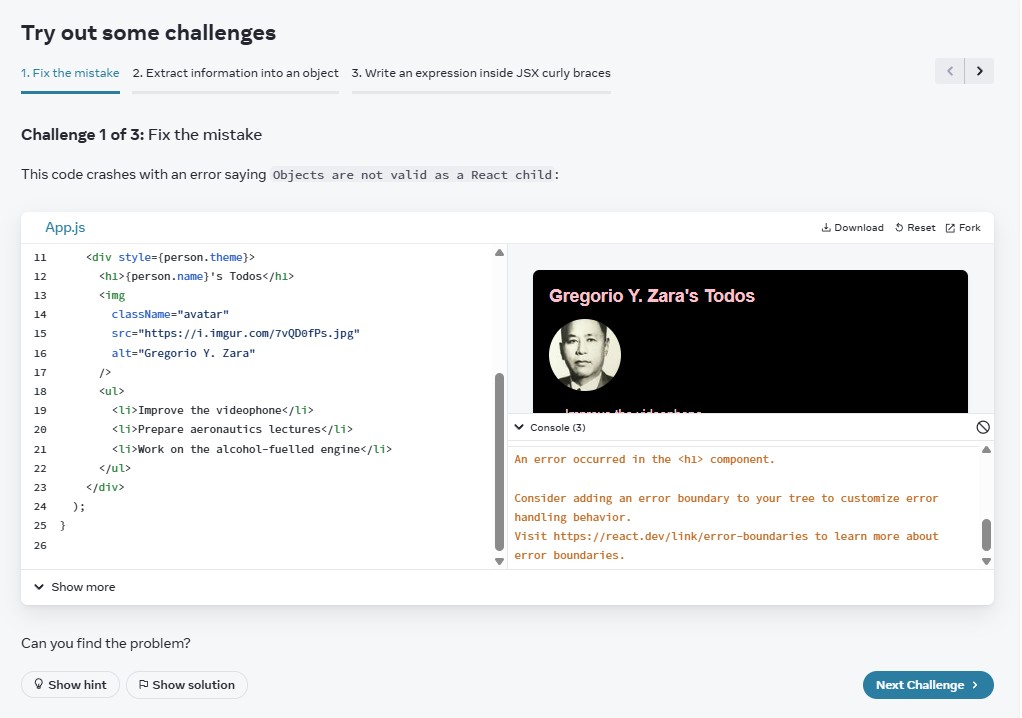 Try out some challenges
1. Fix the mistake 2. Extract information into an object 3. Write an expression inside JSX curly braces
Challenge 1 of 3: Fix the mistake
This code crashes with an error saying Objects are not valid as a React child:
App.js
Download Reset Fork
11 <div style={person.theme}>
12 <h1>{person.name}'s Todos</h1>
13 <img
14 className="avatar"
15 src="https://i.imgur.com/7vQD0fPs.jpg"
16 alt="Gregorio Y. Zara"
17 />
18 <ul>
19 <li>Improve the videophone</li>
20 <li>Prepare aeronautics lectures</li>
21 <li>Work on the alcohol-fuelled engine</li>
22 </ul>
23 </div>
24 );
25 }
26
Show more
Gregorio Y. Zara's Todos
Improve the videophone
Console (3)
An error occurred in the <h1> component.
Consider adding an error boundary to your tree to customize error
handling behavior.
Visit https://react.dev/link/error-boundaries to learn more about
error boundaries.
Can you find the problem?
Show hint Show solution
Next Challenge